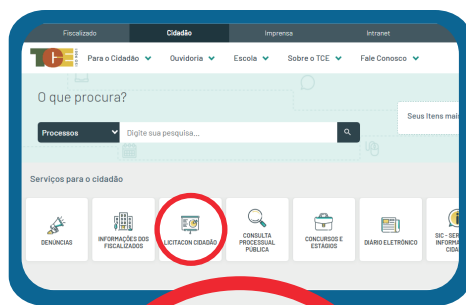 Fiscalizado Cidadão Imprensa Intranet
TCE ISO 9001 Para o Cidadão Ouvidoria Escola Sobre o TCE Fale Conosco
O que procura?
Seus Itens mai
Processos Digite sua pesquisa...
Serviços para o cidadão
DENÚNCIAS
INFORMAÇÕES DOS
FISCALIZADOS
LICITACON CIDADÃO
CONSULTA
PROCESSUAL
PÚBLICA
CONCURSOS E
ESTÁGIOS
DIÁRIO ELETRÔNICO
SIC - SER
INFORMA
CIDA